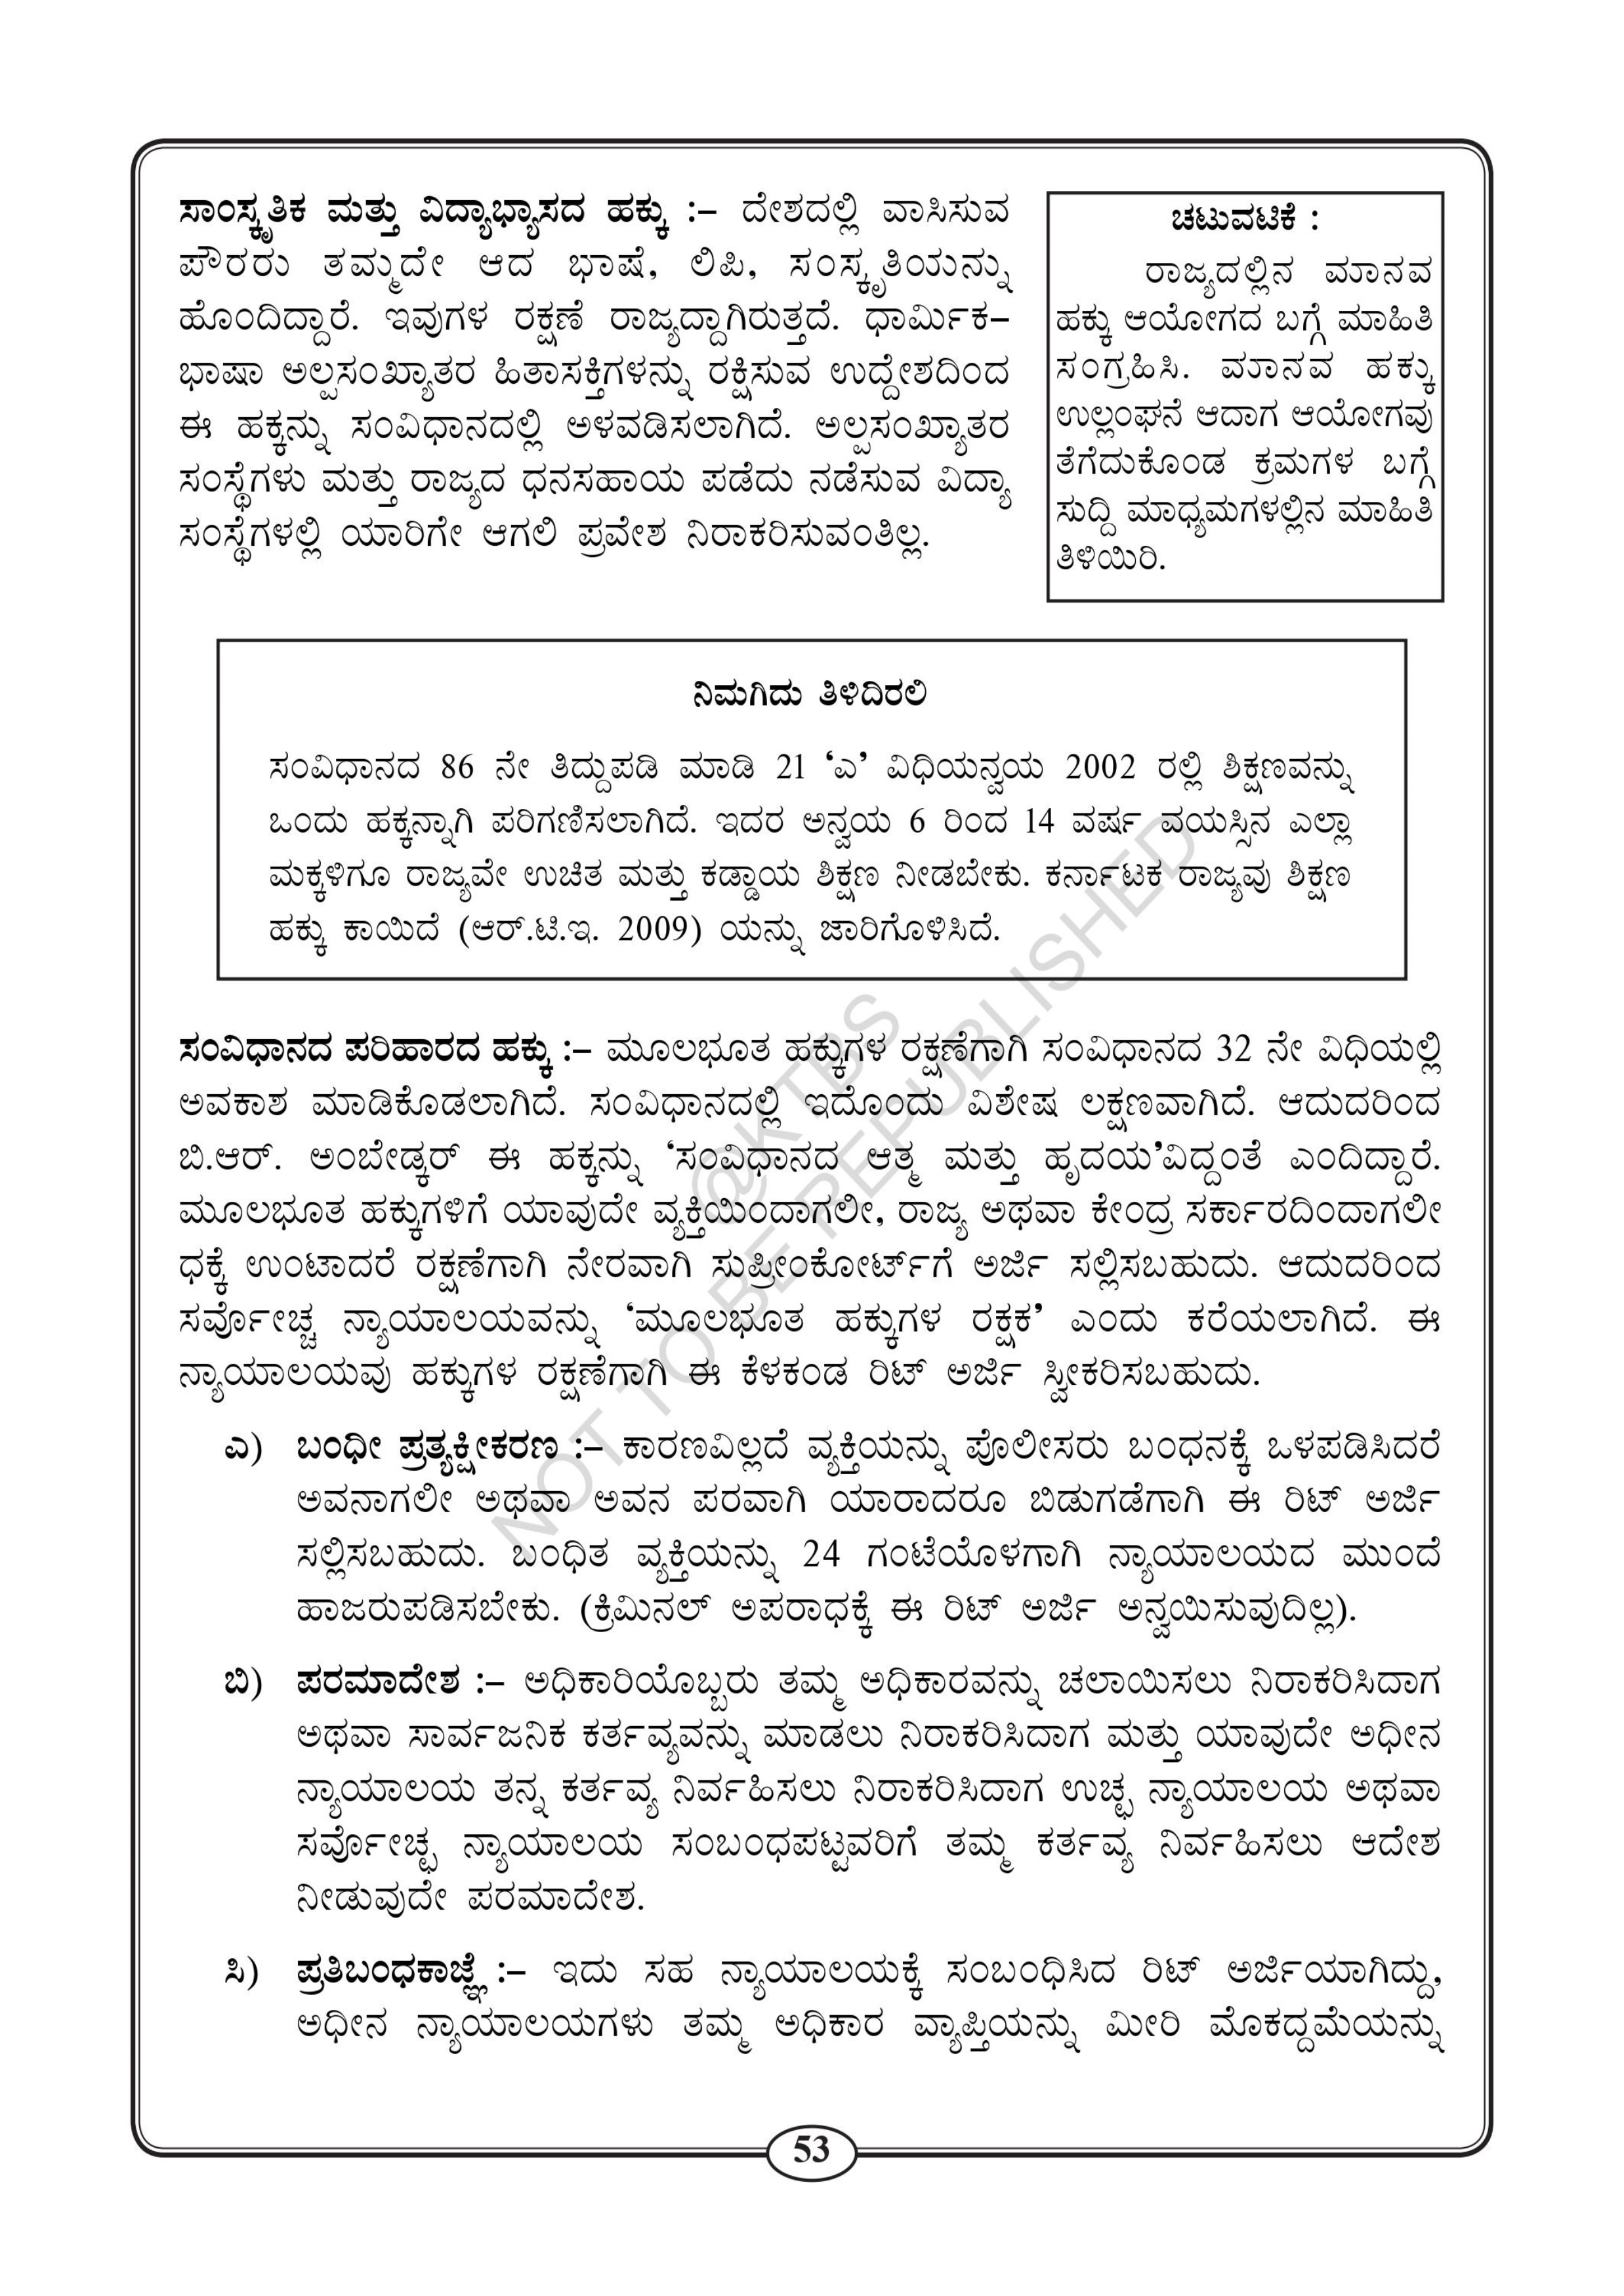 ಸಾಂಸ್ಕೃತಿಕ ಮತ್ತು ವಿದ್ಯಾಭ್ಯಾಸದ ಹಕ್ಕು :– ದೇಶದಲ್ಲಿ ವಾಸಿಸುವ
ಪೌರರು ತಮ್ಮದೇ ಆದ ಭಾಷೆ, ಲಿಪಿ, ಸಂಸ್ಕೃತಿಯನ್ನು
ಹೊಂದಿದ್ದಾರೆ. ಇವುಗಳ ರಕ್ಷಣೆ ರಾಜ್ಯದ್ದಾಗಿರುತ್ತದೆ. ಧಾರ್ಮಿಕ–
ಭಾಷಾ ಅಲ್ಪಸಂಖ್ಯಾತರ ಹಿತಾಸಕ್ತಿಗಳನ್ನು ರಕ್ಷಿಸುವ ಉದ್ದೇಶದಿಂದ
ಈ ಹಕ್ಕನ್ನು ಸಂವಿಧಾನದಲ್ಲಿ ಅಳವಡಿಸಲಾಗಿದೆ. ಅಲ್ಪಸಂಖ್ಯಾತರ
ಸಂಸ್ಥೆಗಳು ಮತ್ತು ರಾಜ್ಯದ ಧನಸಹಾಯ ಪಡೆದು ನಡೆಸುವ ವಿದ್ಯಾ
ಸಂಸ್ಥೆಗಳಲ್ಲಿ ಯಾರಿಗೇ ಆಗಲಿ ಪ್ರವೇಶ ನಿರಾಕರಿಸುವಂತಿಲ್ಲ.
ಚಟುವಟಿಕೆ :
ರಾಜ್ಯದಲ್ಲಿನ ಮಾನವ
ಹಕ್ಕು ಆಯೋಗದ ಬಗ್ಗೆ ಮಾಹಿತಿ
ಸಂಗ್ರಹಿಸಿ. ಮಾನವ ಹಕ್ಕು
ಉಲ್ಲಂಘನೆ ಆದಾಗ ಆಯೋಗವು
ತೆಗೆದುಕೊಂಡ ಕ್ರಮಗಳ ಬಗ್ಗೆ
ಸುದ್ದಿ ಮಾಧ್ಯಮಗಳಲ್ಲಿನ ಮಾಹಿತಿ
ತಿಳಿಯಿರಿ.
ನಿಮಗಿದು ತಿಳಿದಿರಲಿ
ಸಂವಿಧಾನದ 86 ನೇ ತಿದ್ದುಪಡಿ ಮಾಡಿ 21 ‘ಎ’ ವಿಧಿಯನ್ವಯ 2002 ರಲ್ಲಿ ಶಿಕ್ಷಣವನ್ನು
ಒಂದು ಹಕ್ಕನ್ನಾಗಿ ಪರಿಗಣಿಸಲಾಗಿದೆ. ಇದರ ಅನ್ವಯ 6 ರಿಂದ 14 ವರ್ಷ ವಯಸ್ಸಿನ ಎಲ್ಲಾ
ಮಕ್ಕಳಿಗೂ ರಾಜ್ಯವೇ ಉಚಿತ ಮತ್ತು ಕಡ್ಡಾಯ ಶಿಕ್ಷಣ ನೀಡಬೇಕು. ಕರ್ನಾಟಕ ರಾಜ್ಯವು ಶಿಕ್ಷಣ
ಹಕ್ಕು ಕಾಯಿದೆ (ಆರ್.ಟಿ.ಇ. 2009) ಯನ್ನು ಜಾರಿಗೊಳಿಸಿದೆ.
ಸಂವಿಧಾನದ ಪರಿಹಾರದ ಹಕ್ಕು :– ಮೂಲಭೂತ ಹಕ್ಕುಗಳ ರಕ್ಷಣೆಗಾಗಿ ಸಂವಿಧಾನದ 32 ನೇ ವಿಧಿಯಲ್ಲಿ
ಅವಕಾಶ ಮಾಡಿಕೊಡಲಾಗಿದೆ. ಸಂವಿಧಾನದಲ್ಲಿ ಇದೊಂದು ವಿಶೇಷ ಲಕ್ಷಣವಾಗಿದೆ. ಆದುದರಿಂದ
ಬಿ.ಆರ್. ಅಂಬೇಡ್ಕರ್ ಈ ಹಕ್ಕನ್ನು ‘ಸಂವಿಧಾನದ ಆತ್ಮ ಮತ್ತು ಹೃದಯ’ವಿದ್ದಂತೆ ಎಂದಿದ್ದಾರೆ.
ಮೂಲಭೂತ ಹಕ್ಕುಗಳಿಗೆ ಯಾವುದೇ ವ್ಯಕ್ತಿಯಿಂದಾಗಲೀ, ರಾಜ್ಯ ಅಥವಾ ಕೇಂದ್ರ ಸರ್ಕಾರದಿಂದಾಗಲೀ
ಧಕ್ಕೆ ಉಂಟಾದರೆ ರಕ್ಷಣೆಗಾಗಿ ನೇರವಾಗಿ ಸುಪ್ರೀಂಕೋರ್ಟ್‌ಗೆ ಅರ್ಜಿ ಸಲ್ಲಿಸಬಹುದು. ಆದುದರಿಂದ
ಸರ್ವೋಚ್ಚ ನ್ಯಾಯಾಲಯವನ್ನು ‘ಮೂಲಭೂತ ಹಕ್ಕುಗಳ ರಕ್ಷಕ’ ಎಂದು ಕರೆಯಲಾಗಿದೆ. ಈ
ನ್ಯಾಯಾಲಯವು ಹಕ್ಕುಗಳ ರಕ್ಷಣೆಗಾಗಿ ಈ ಕೆಳಕಂಡ ರಿಟ್ ಅರ್ಜಿ ಸ್ವೀಕರಿಸಬಹುದು.
ಎ) ಬಂಧೀ ಪ್ರತ್ಯಕ್ಷೀಕರಣ :– ಕಾರಣವಿಲ್ಲದೆ ವ್ಯಕ್ತಿಯನ್ನು ಪೊಲೀಸರು ಬಂಧನಕ್ಕೆ ಒಳಪಡಿಸಿದರೆ
ಅವನಾಗಲೀ ಅಥವಾ ಅವನ ಪರವಾಗಿ ಯಾರಾದರೂ ಬಿಡುಗಡೆಗಾಗಿ ಈ ರಿಟ್ ಅರ್ಜಿ
ಸಲ್ಲಿಸಬಹುದು. ಬಂಧಿತ ವ್ಯಕ್ತಿಯನ್ನು 24 ಗಂಟೆಯೊಳಗಾಗಿ ನ್ಯಾಯಾಲಯದ ಮುಂದೆ
ಹಾಜರುಪಡಿಸಬೇಕು. (ಕ್ರಿಮಿನಲ್ ಅಪರಾಧಕ್ಕೆ ಈ ರಿಟ್ ಅರ್ಜಿ ಅನ್ವಯಿಸುವುದಿಲ್ಲ).
ಬಿ) ಪರಮಾದೇಶ :– ಅಧಿಕಾರಿಯೊಬ್ಬರು ತಮ್ಮ ಅಧಿಕಾರವನ್ನು ಚಲಾಯಿಸಲು ನಿರಾಕರಿಸಿದಾಗ
ಅಥವಾ ಸಾರ್ವಜನಿಕ ಕರ್ತವ್ಯವನ್ನು ಮಾಡಲು ನಿರಾಕರಿಸಿದಾಗ ಮತ್ತು ಯಾವುದೇ ಅಧೀನ
ನ್ಯಾಯಾಲಯ ತನ್ನ ಕರ್ತವ್ಯ ನಿರ್ವಹಿಸಲು ನಿರಾಕರಿಸಿದಾಗ ಉಚ್ಛ ನ್ಯಾಯಾಲಯ ಅಥವಾ
ಸರ್ವೋಚ್ಛ ನ್ಯಾಯಾಲಯ ಸಂಬಂಧಪಟ್ಟವರಿಗೆ ತಮ್ಮ ಕರ್ತವ್ಯ ನಿರ್ವಹಿಸಲು ಆದೇಶ
ನೀಡುವುದೇ ಪರಮಾದೇಶ.
ಸಿ) ಪ್ರತಿಬಂಧಕಾಜ್ಞೆ :– ಇದು ಸಹ ನ್ಯಾಯಾಲಯಕ್ಕೆ ಸಂಬಂಧಿಸಿದ ರಿಟ್ ಅರ್ಜಿಯಾಗಿದ್ದು,
ಅಧೀನ ನ್ಯಾಯಾಲಯಗಳು ತಮ್ಮ ಅಧಿಕಾರ ವ್ಯಾಪ್ತಿಯನ್ನು ಮೀರಿ ಮೊಕದ್ದಮೆಯನ್ನು
@KTBS
NOT TO BE REPUBLISHED
53